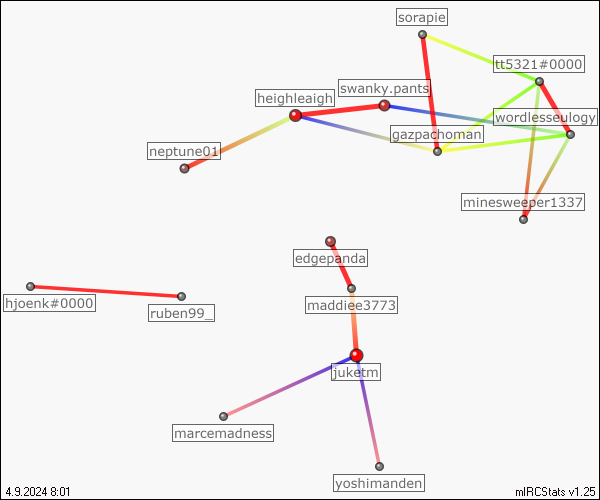 sorapie
tt5321#0000
swanky.pants
heighleaigh
wordlesseulogy
gazpachoman
neptune01
minesweeper1337
edgepanda
hjoenk#0000
maddiee3773
ruben99_
juketm
marcemadness
yoshimanden
4.9.2024 8:01
mIRCStats v1.25